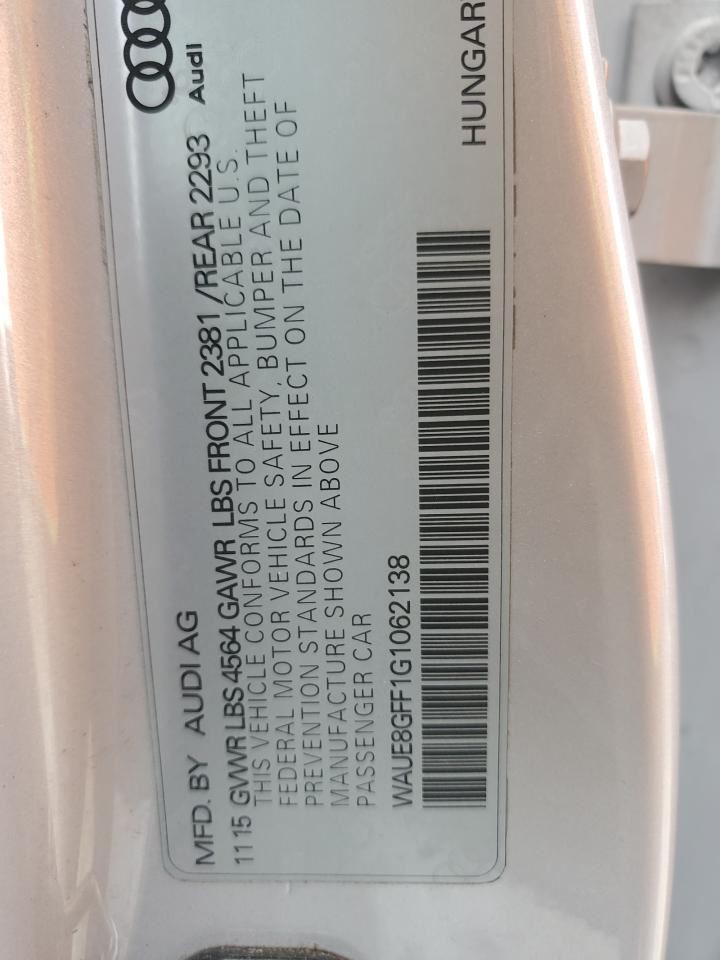 MFD. BY AUDI AG
Audi
11 15 GVWR LBS 4564 GAWR LBS FRONT 2381 /REAR 2293
THIS VEHICLE CONFORMS TO ALL APPLICABLE U.S.
FEDERAL MOTOR VEHICLE SAFETY, BUMPER AND THEFT
PREVENTION STANDARDS IN EFFECT ON THE DATE OF
MANUFACTURE SHOWN ABOVE
PASSENGER CAR
WAUE8GFF1G1062138
HUNGAR